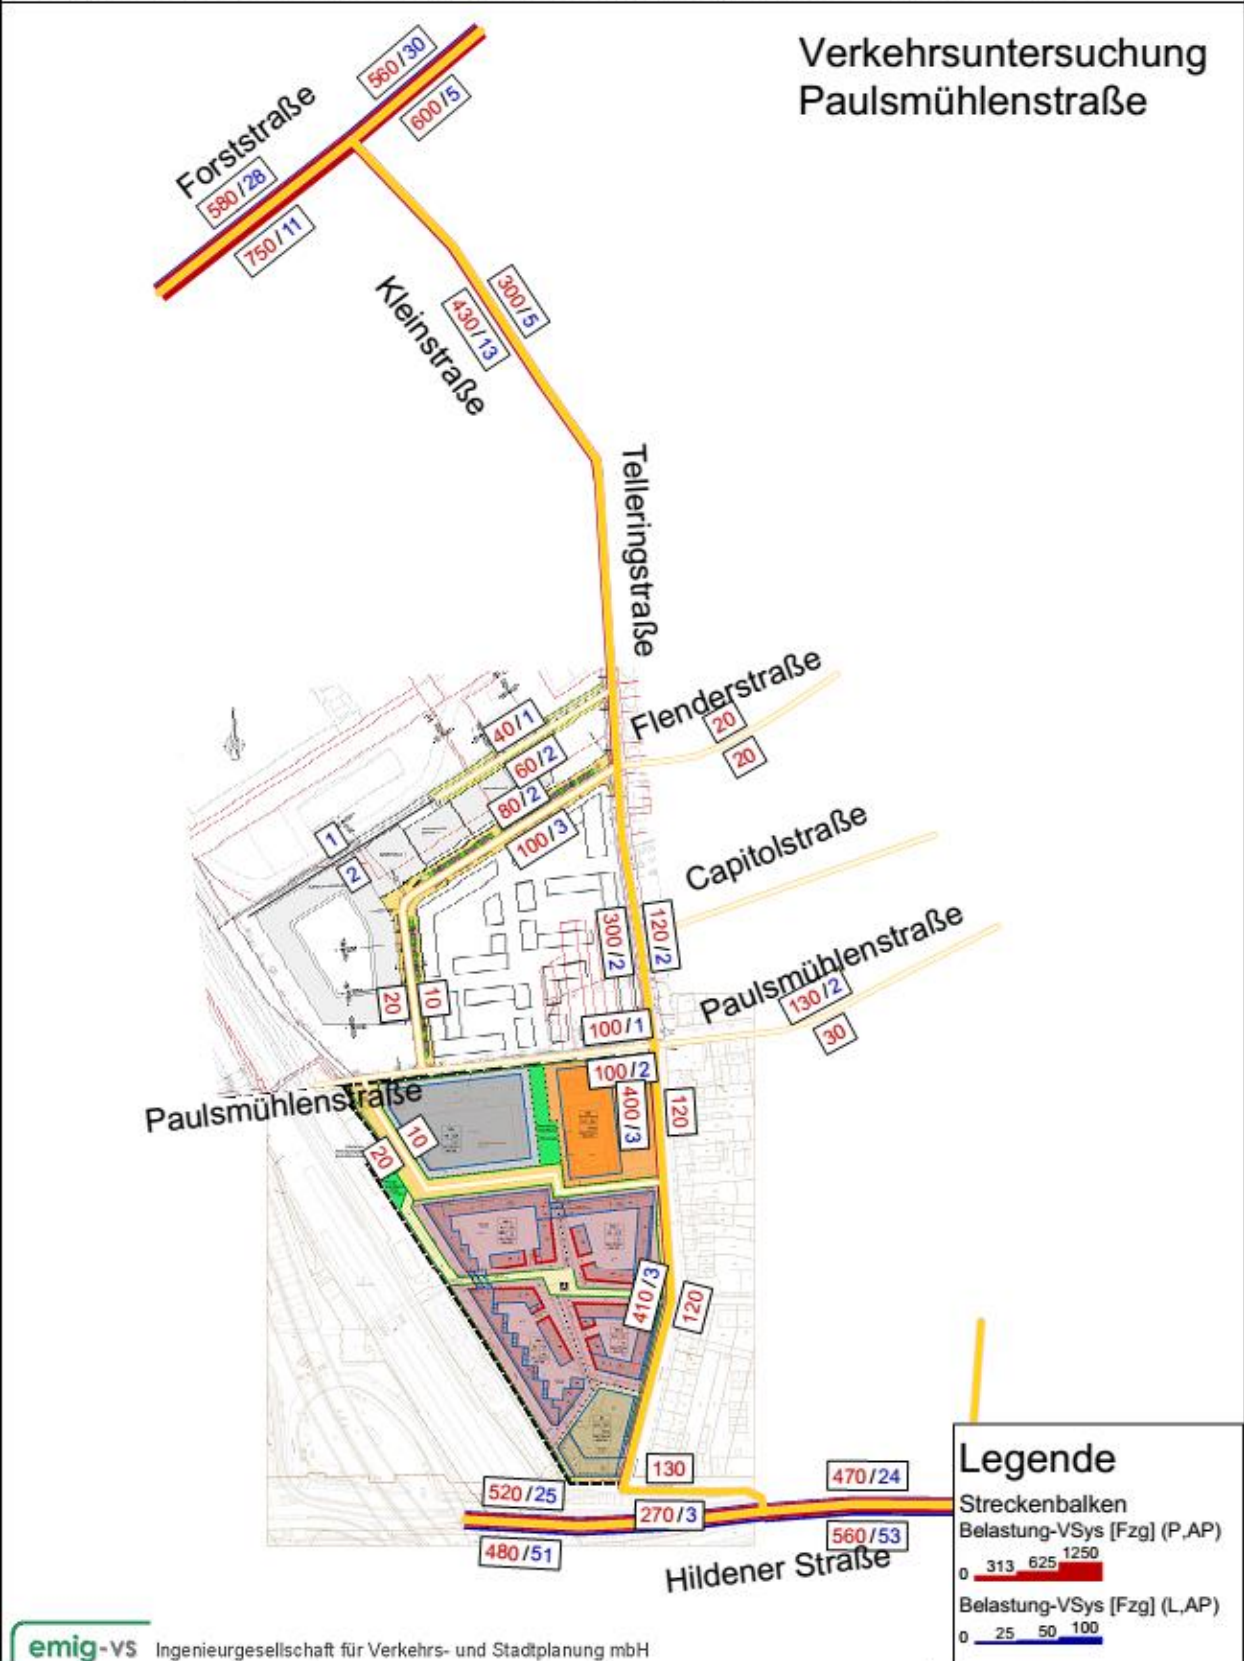 Verkehrsuntersuchung
Paulsmühlenstraße
560/30
600/5
Forststraße
580/28
750/11
Kleinstraße
300/5
430/13
Telleringstraße
Flenderstraße
20
20
40/1
60/2
80/2
100/3
1
2
Capitolstraße
300/2
120/2
Paulsmühlenstraße
130/2
30
20
10
100/1
100/2
400/3
120
Paulsmühlenstraße
10
20
410/3
120
130
470/24
520/25
270/3
480/51
560/53
Hildener Straße
Legende
Streckenbalken
Belastung-VSys [Fzg] (P,AP)
0 313 625 1250
Belastung-VSys [Fzg] (L,AP)
0 25 50 100
emig-vs Ingenieurgesellschaft für Verkehrs- und Stadtplanung mbH